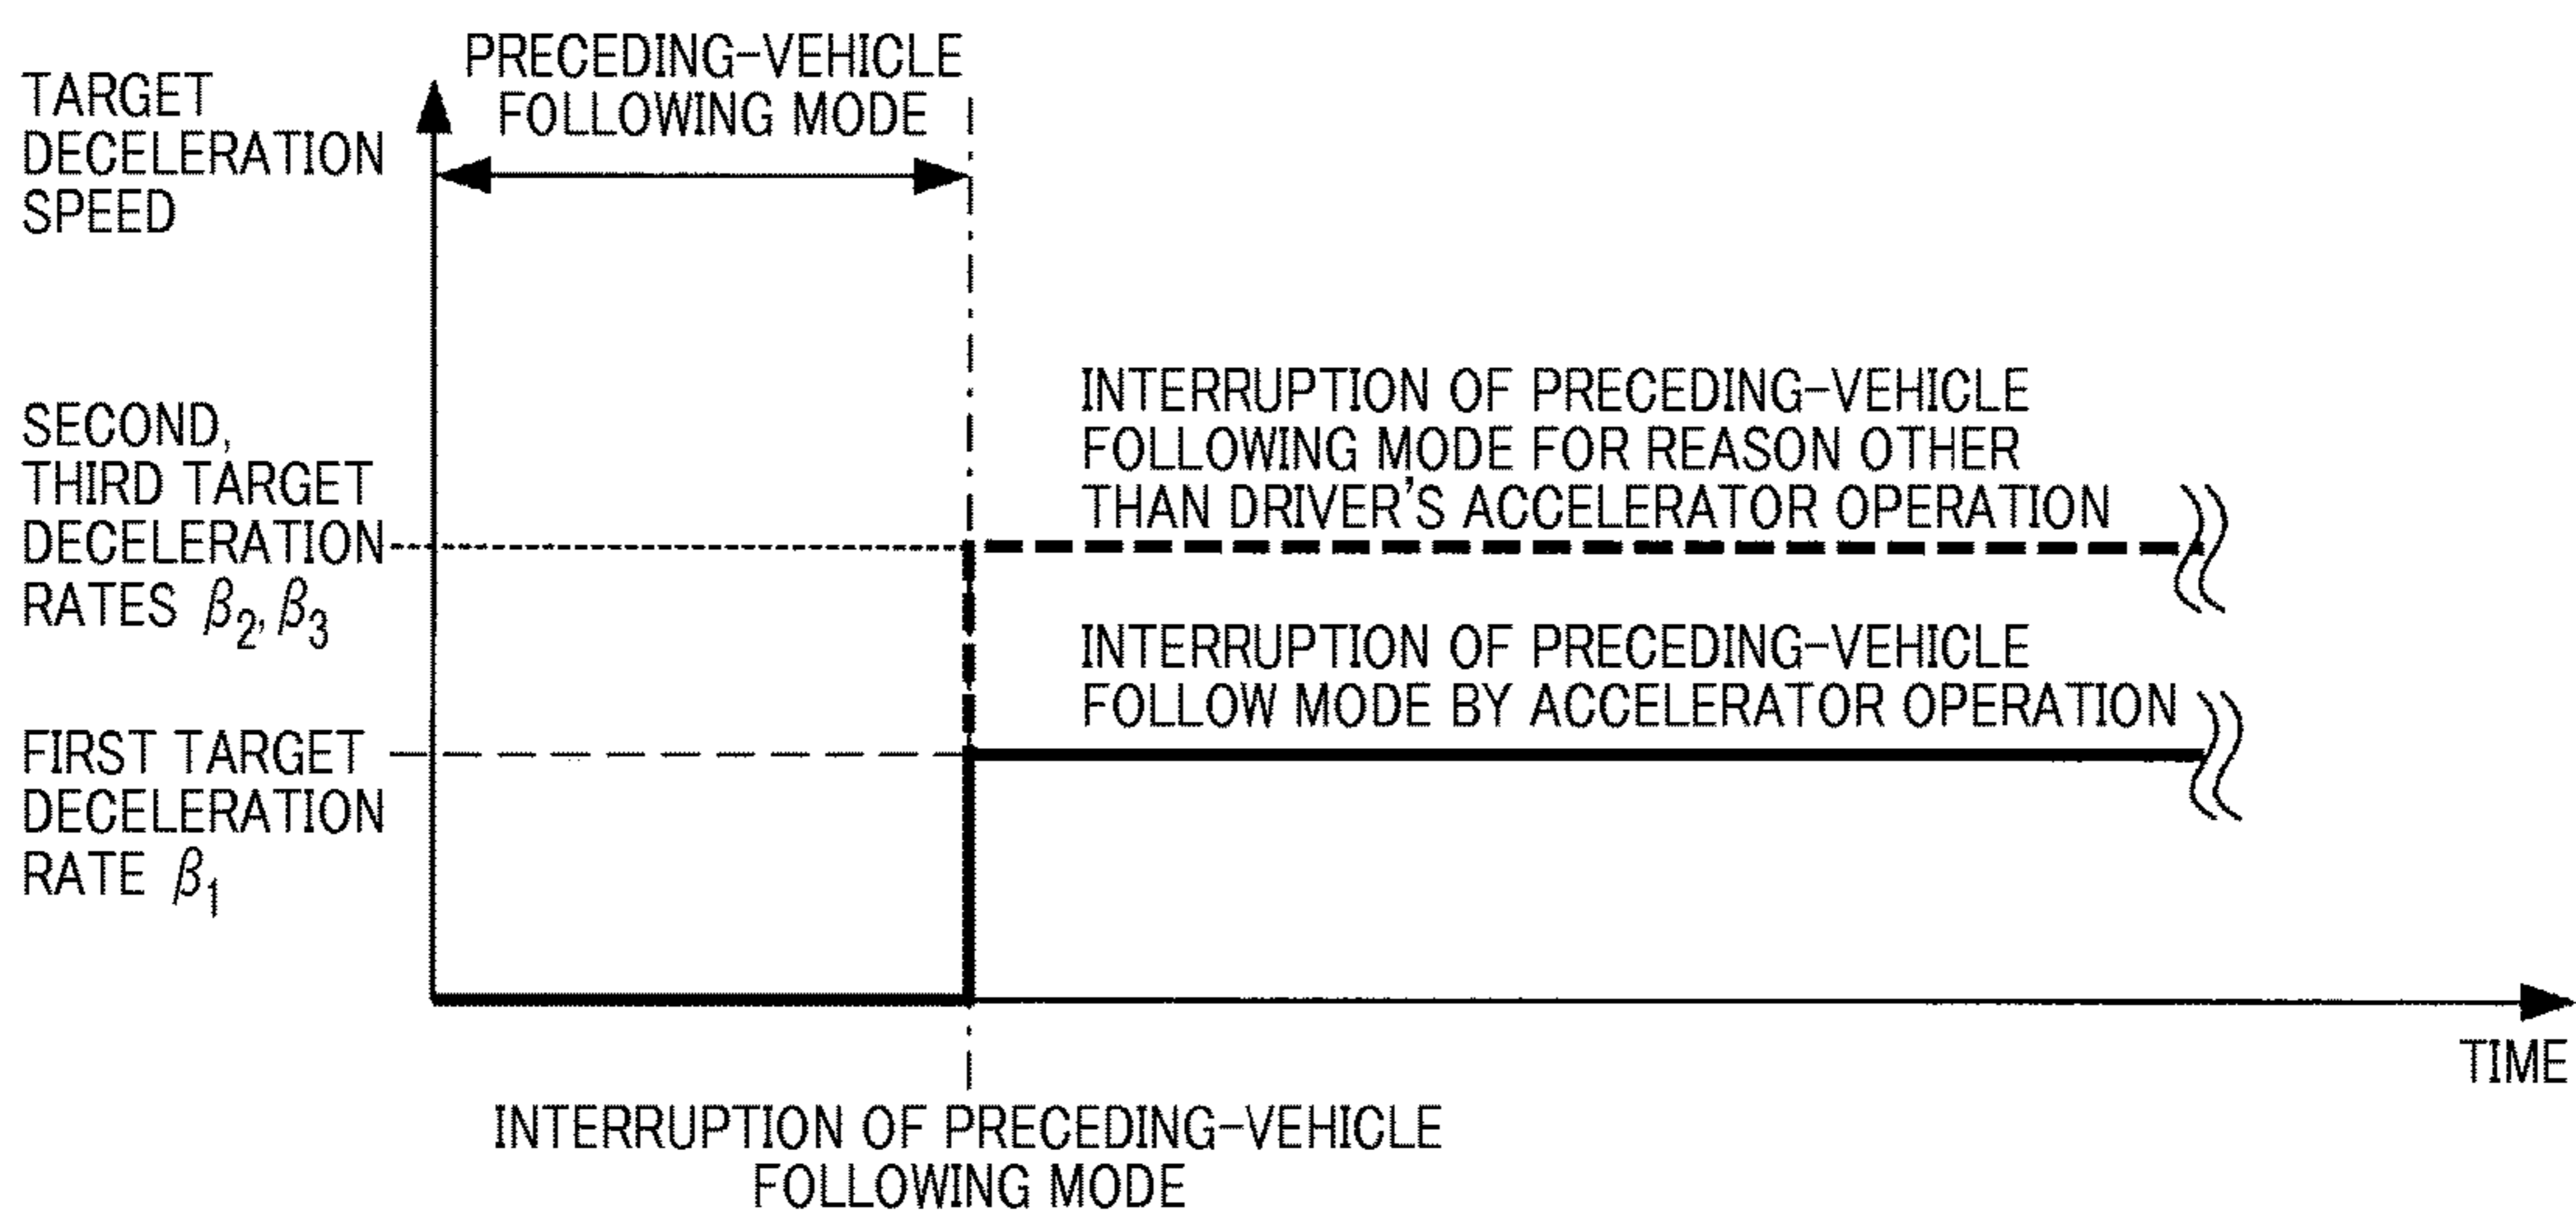 PRECEDING-VEHICLE
FOLLOWING MODE
TARGET
DECELERATION
SPEED
INTERRUPTION OF PRECEDING-VEHICLE
FOLLOWING MODE FOR REASON OTHER
THAN DRIVER'S ACCELERATOR OPERATION
SECOND,
THIRD TARGET
DECELERATION
RATES β2, β3
INTERRUPTION OF PRECEDING-VEHICLE
FOLLOW MODE BY ACCELERATOR OPERATION
FIRST TARGET
DECELERATION
RATE β1
TIME
INTERRUPTION OF PRECEDING-VEHICLE
FOLLOWING MODE